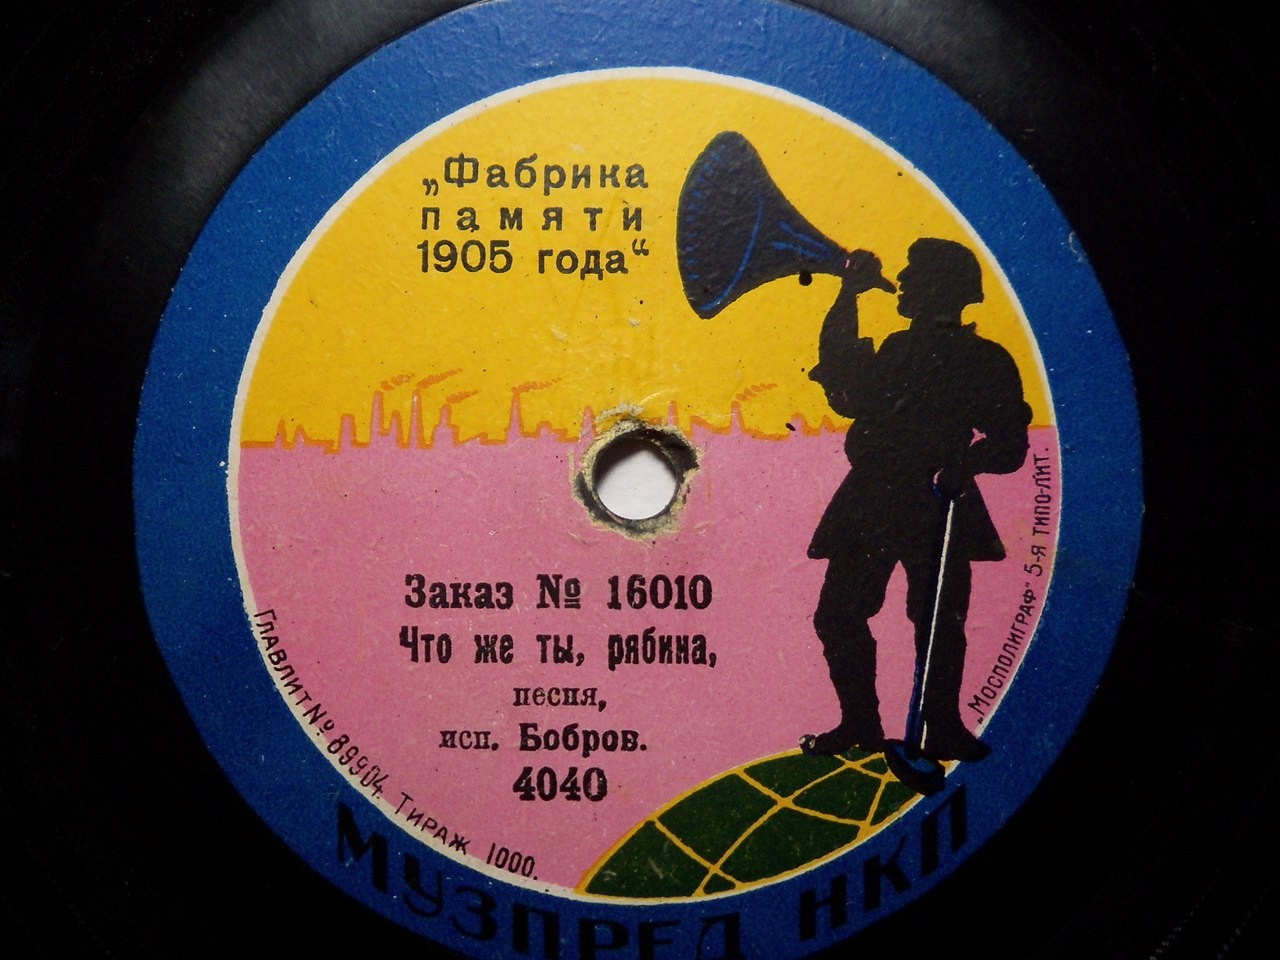 „Фабрика
памяти
1905 года“
Заказ № 16010
Что же ты, рябина,
песня,
исп. Бобров.
4040
Главлит № 89904. Тираж 1000.
„Мосполиграф“ 5-я типо-лит.
МУЗПРЕД НКП